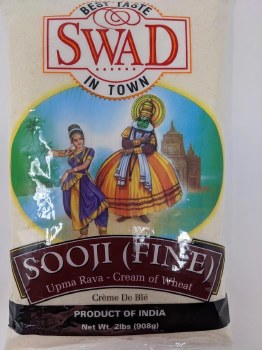 BEST TASTE
SWAD
IN TOWN
SOOJI (FINE)
Upma Rava - Cream of Wheat
Crème De Blé
PRODUCT OF INDIA
Net Wt. 2lbs (908g)